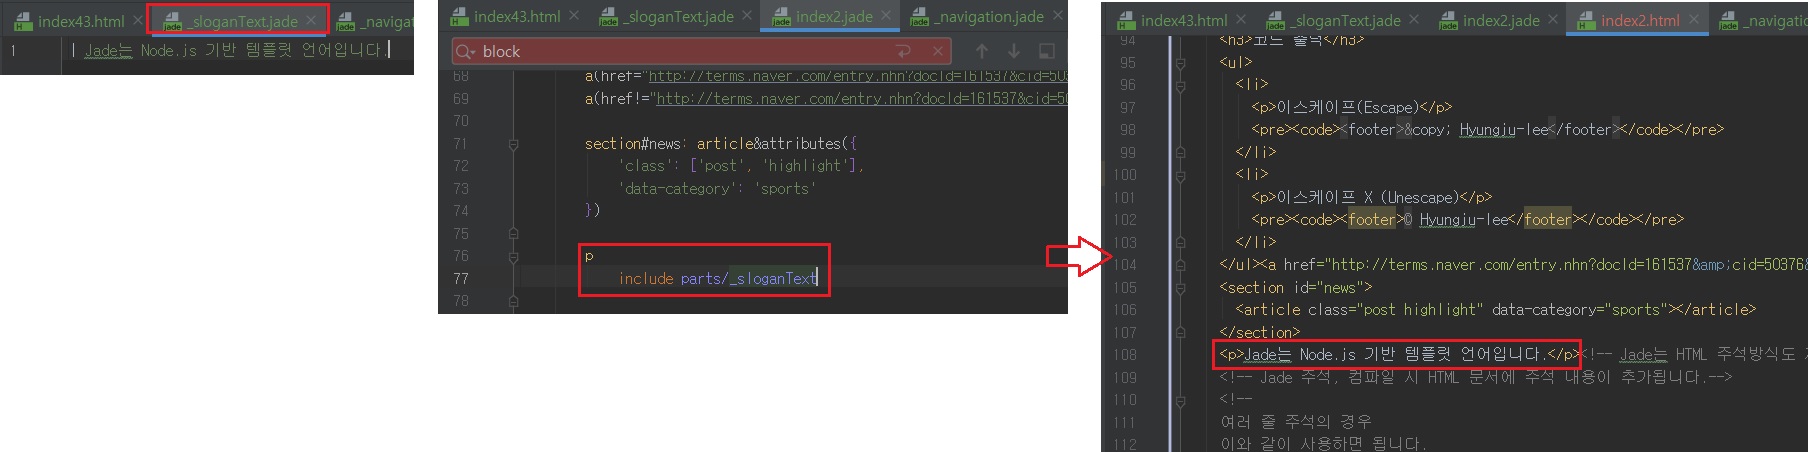 index43.html
_sloganText.jade
_navigat
1
| Jade는 Node.js 기반 템플릿 언어입니다.
index43.html
_sloganText.jade
index2.jade
_navigation.jade
block
68 a(href="http://terms.naver.com/entry.nhn?docId=161537&cid=503
69 a(href!="http://terms.naver.com/entry.nhn?docId=161537&cid=50
70
71 section#news: article&attributes({
72 'class': ['post', 'highlight'],
73 'data-category': 'sports'
74 })
75
76 p
77 include parts/_sloganText
78
index43.html
_sloganText.jade
index2.jade
index2.html
_navigatio
94 <h3>코드 출력</h3>
95 <ul>
96 <li>
97 <p>이스케이프(Escape)</p>
98 <pre><code><footer>&copy; Hyungju-lee</footer></code></pre>
99 </li>
100 <li>
101 <p>이스케이프 X (Unescape)</p>
102 <pre><code><footer>© Hyungju-lee</footer></code></pre>
103 </li>
104 </ul><a href="http://terms.naver.com/entry.nhn?docId=161537&amp;cid=50376&
105 <section id="news">
106 <article class="post highlight" data-category="sports"></article>
107 </section>
108 <p>Jade는 Node.js 기반 템플릿 언어입니다.</p><!-- Jade는 HTML 주석방식도
109 <!-- Jade 주석, 컴파일 시 HTML 문서에 주석 내용이 추가됩니다.-->
110 <!--
111 여러 줄 주석의 경우
112 이와 같이 사용하면 됩니다.